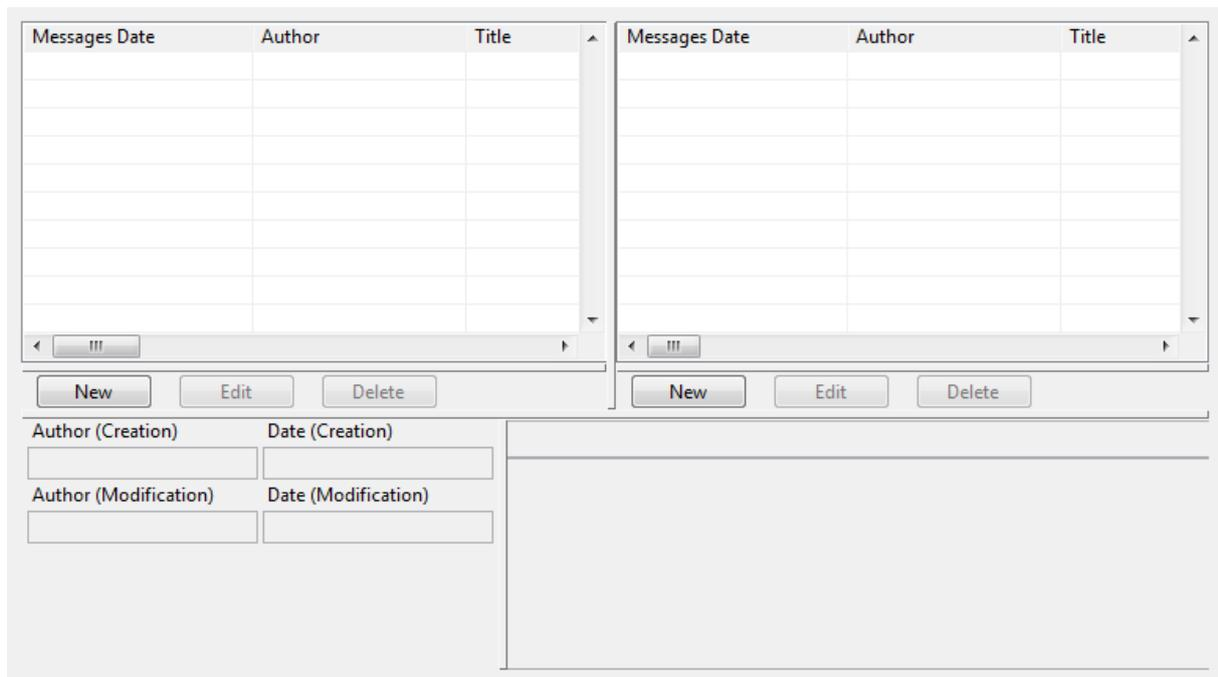 Messages Date Author Title Messages Date Author Title
New Edit Delete New Edit Delete
Author (Creation) Date (Creation)
Author (Modification) Date (Modification)